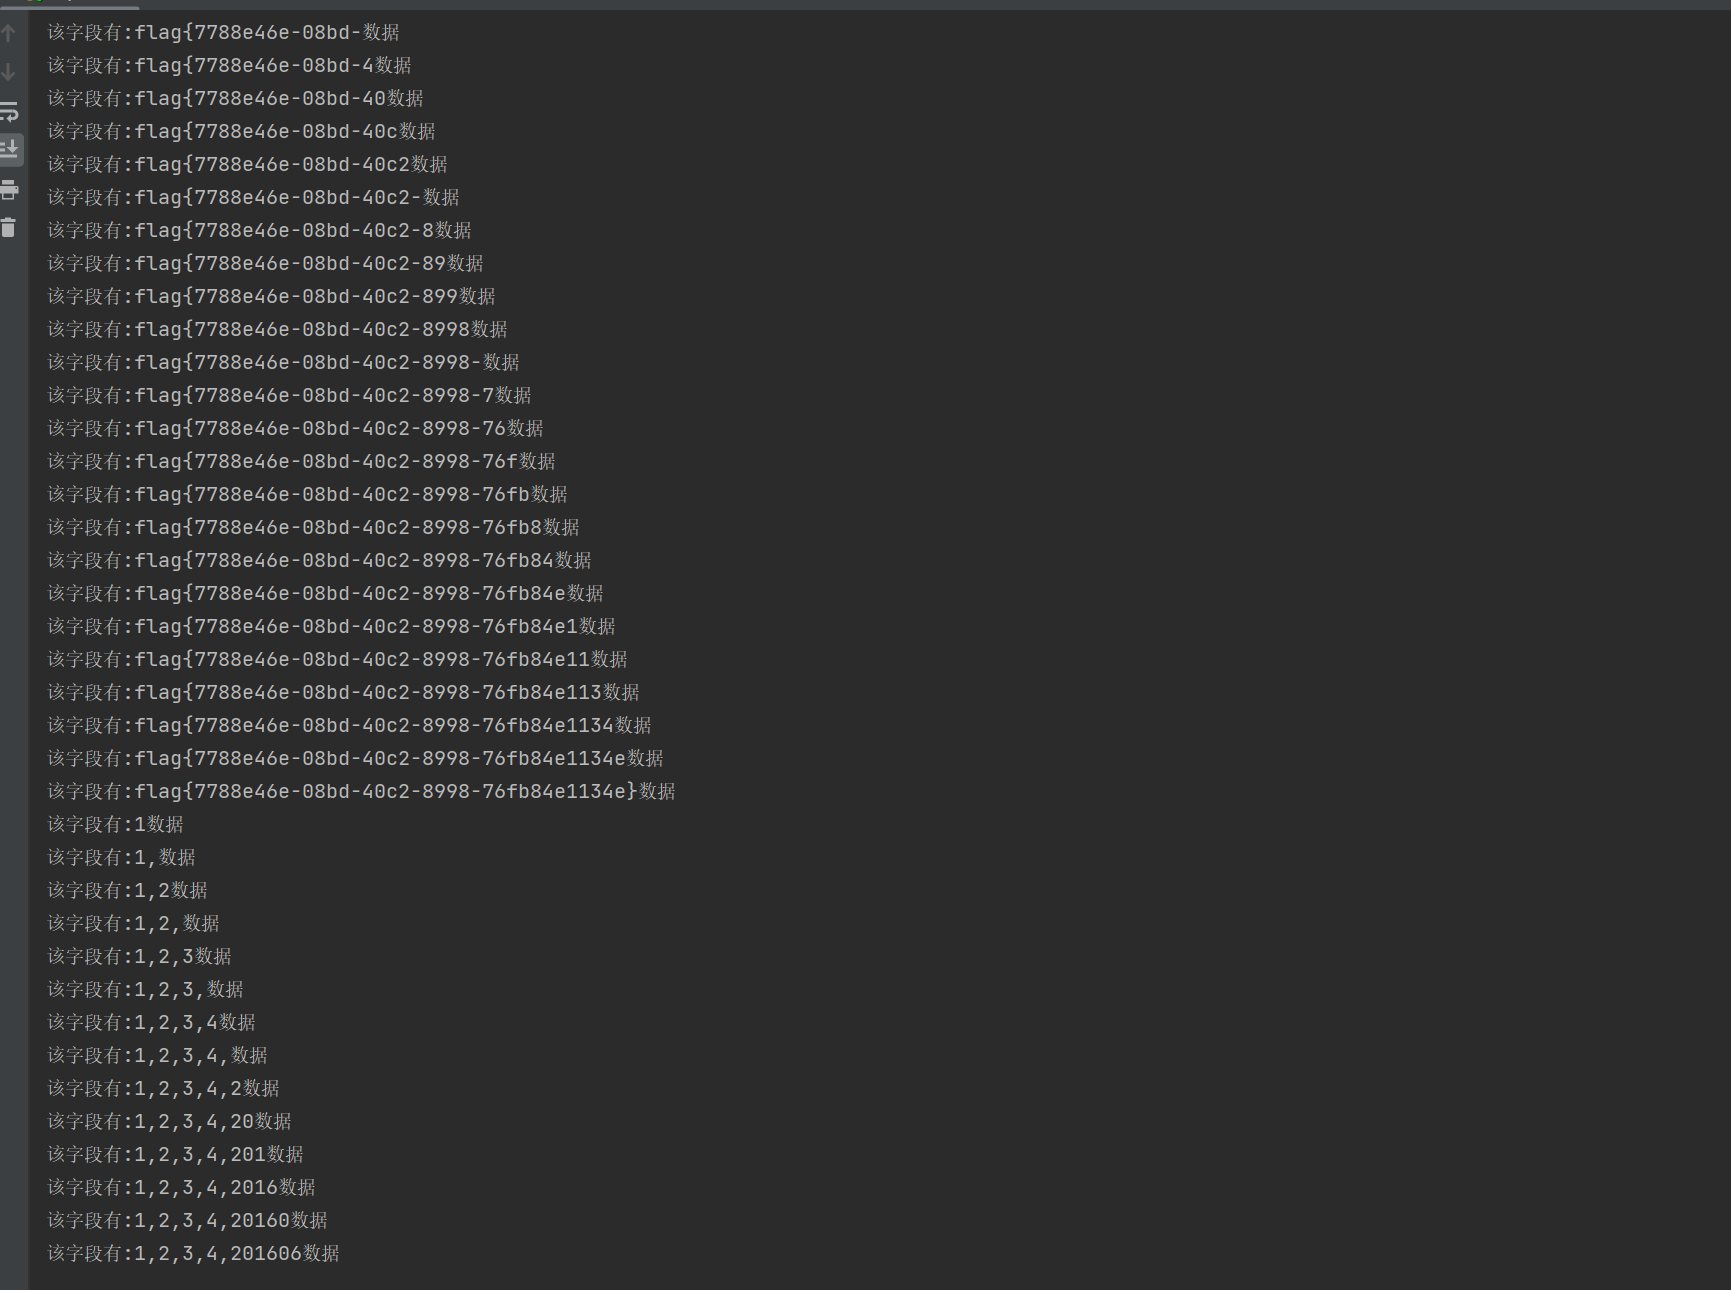 该字段有:flag{7788e46e-08bd-数据
该字段有:flag{7788e46e-08bd-4数据
该字段有:flag{7788e46e-08bd-40数据
该字段有:flag{7788e46e-08bd-40c数据
该字段有:flag{7788e46e-08bd-40c2数据
该字段有:flag{7788e46e-08bd-40c2-数据
该字段有:flag{7788e46e-08bd-40c2-8数据
该字段有:flag{7788e46e-08bd-40c2-89数据
该字段有:flag{7788e46e-08bd-40c2-899数据
该字段有:flag{7788e46e-08bd-40c2-8998数据
该字段有:flag{7788e46e-08bd-40c2-8998-数据
该字段有:flag{7788e46e-08bd-40c2-8998-7数据
该字段有:flag{7788e46e-08bd-40c2-8998-76数据
该字段有:flag{7788e46e-08bd-40c2-8998-76f数据
该字段有:flag{7788e46e-08bd-40c2-8998-76fb数据
该字段有:flag{7788e46e-08bd-40c2-8998-76fb8数据
该字段有:flag{7788e46e-08bd-40c2-8998-76fb84数据
该字段有:flag{7788e46e-08bd-40c2-8998-76fb84e数据
该字段有:flag{7788e46e-08bd-40c2-8998-76fb84e1数据
该字段有:flag{7788e46e-08bd-40c2-8998-76fb84e11数据
该字段有:flag{7788e46e-08bd-40c2-8998-76fb84e113数据
该字段有:flag{7788e46e-08bd-40c2-8998-76fb84e1134数据
该字段有:flag{7788e46e-08bd-40c2-8998-76fb84e1134e数据
该字段有:flag{7788e46e-08bd-40c2-8998-76fb84e1134e}数据
该字段有:1数据
该字段有:1,数据
该字段有:1,2数据
该字段有:1,2,数据
该字段有:1,2,3数据
该字段有:1,2,3,数据
该字段有:1,2,3,4数据
该字段有:1,2,3,4,数据
该字段有:1,2,3,4,2数据
该字段有:1,2,3,4,20数据
该字段有:1,2,3,4,201数据
该字段有:1,2,3,4,2016数据
该字段有:1,2,3,4,20160数据
该字段有:1,2,3,4,201606数据